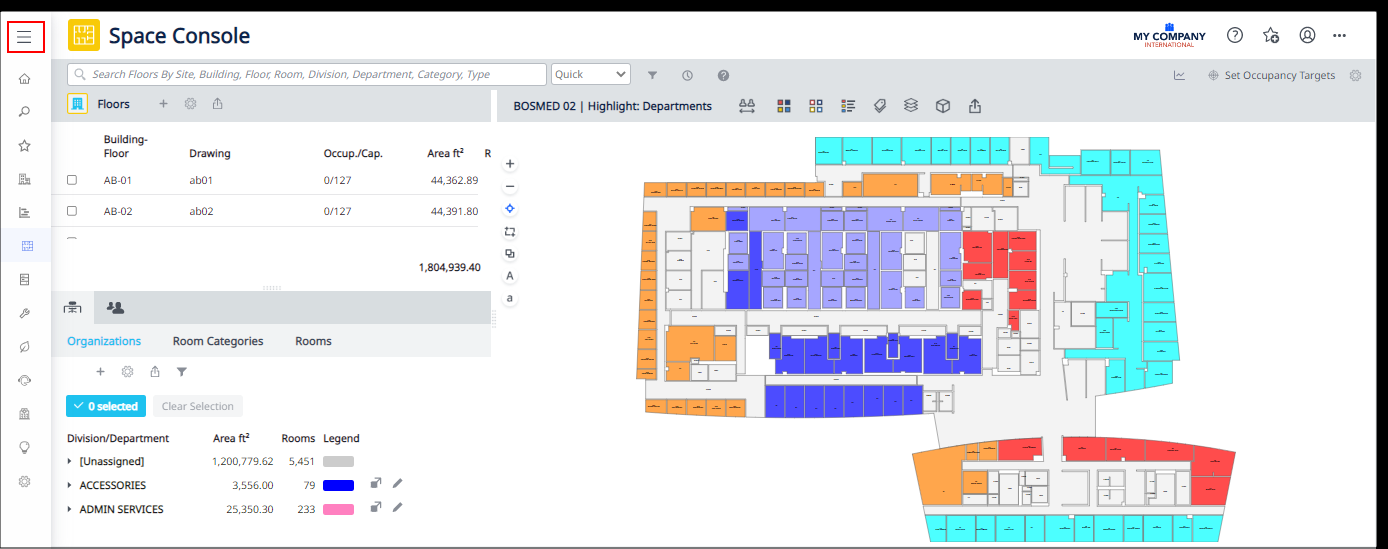 Space Console
MY COMPANY
INTERNATIONAL
Search Floors By Site, Building, Floor, Room, Division, Department, Category, Type
Quick
Set Occupancy Targets
Floors
BOSMED 02 | Highlight: Departments
Building-
Floor Drawing Occup./Cap. Area ft² R
AB-01 ab01 0/127 44,362.89
AB-02 ab02 0/127 44,391.80
1,804,939.40
A
a
Organizations Room Categories Rooms
0 selected Clear Selection
Division/Department Area ft² Rooms Legend
[Unassigned] 1,200,779.62 5,451
ACCESSORIES 3,556.00 79
ADMIN SERVICES 25,350.30 233